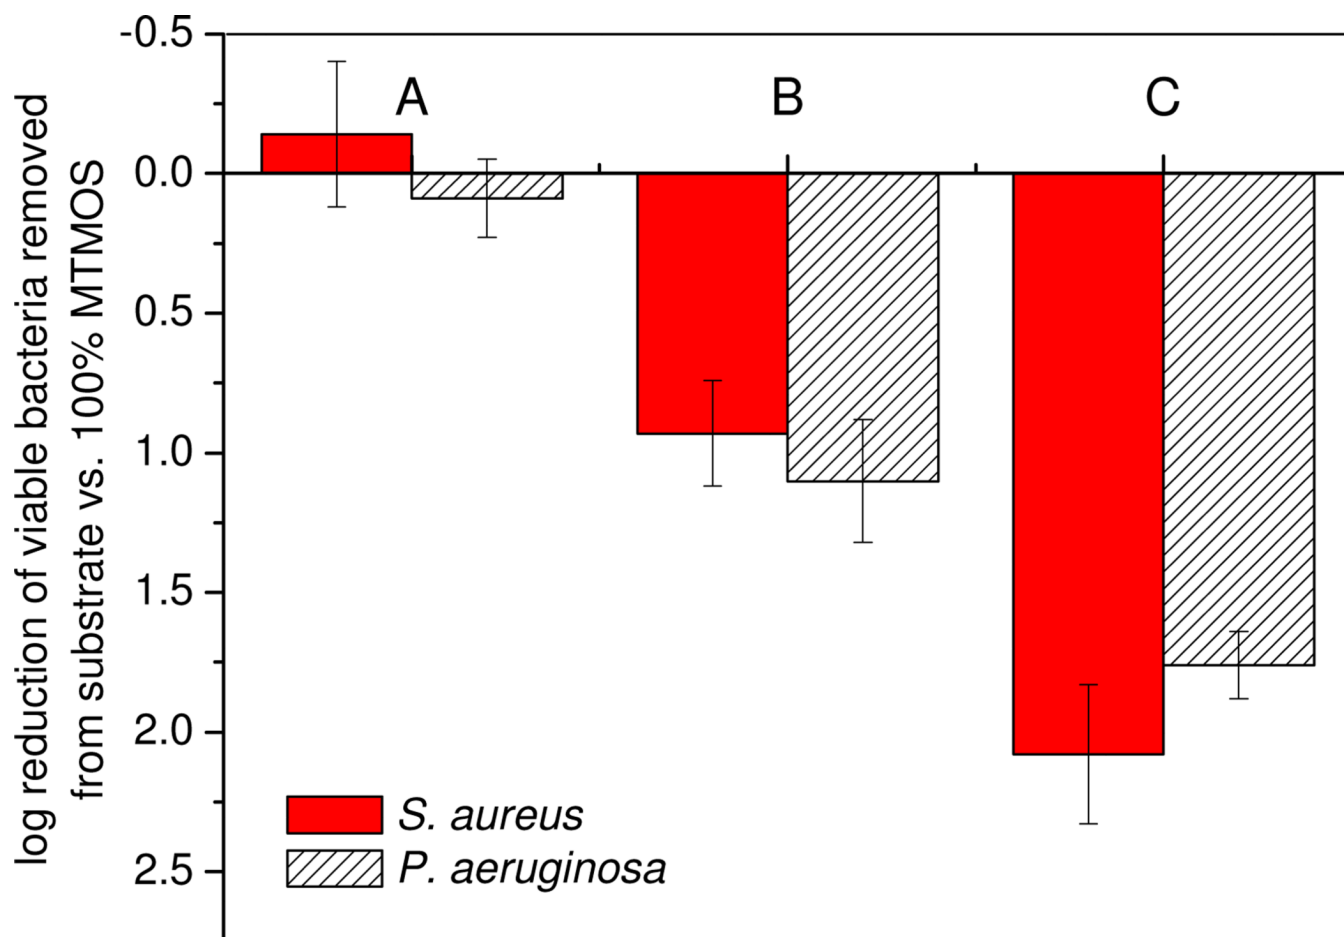 log reduction of viable bacteria removed
from substrate vs. 100% MTMOS
-0.5
0.0
0.5
1.0
1.5
2.0
2.5
A
B
C
S. aureus
P. aeruginosa